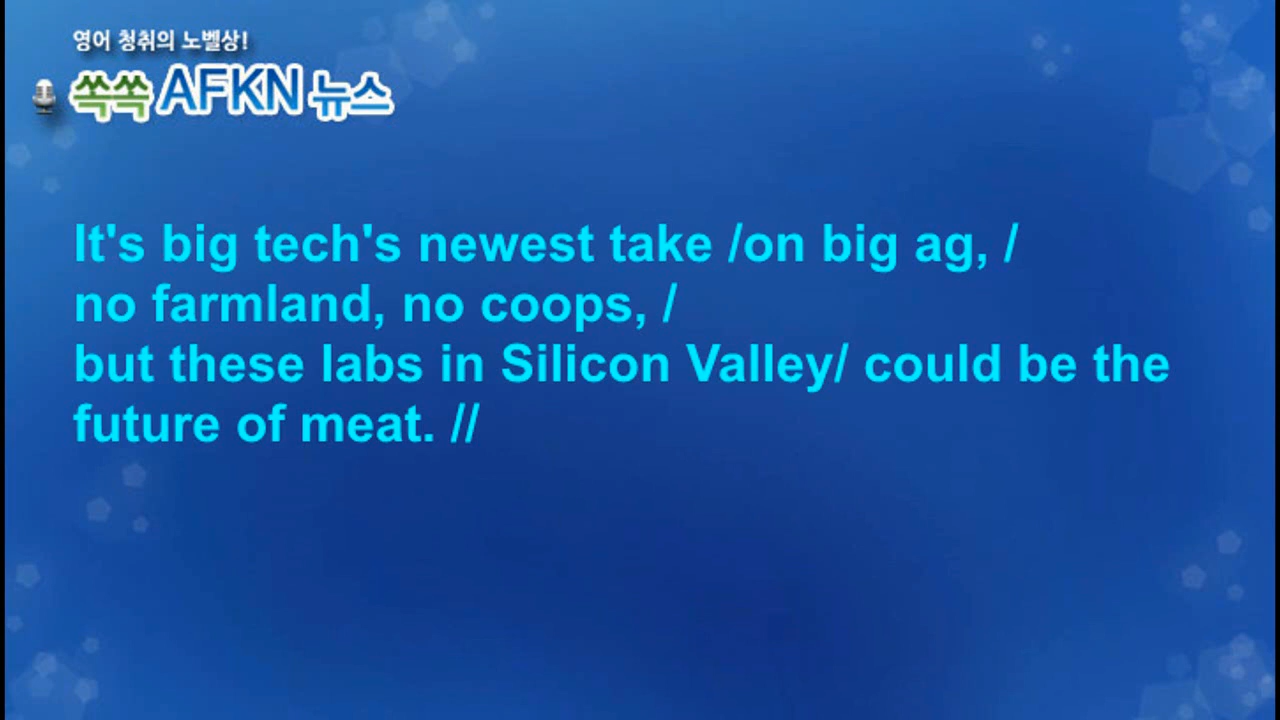 영어 청취의 노벨상!
쏙쏙 AFKN 뉴스
It's big tech's newest take /on big ag, /
no farmland, no coops, /
but these labs in Silicon Valley/ could be the
future of meat. //